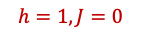 h = 1, J = 0